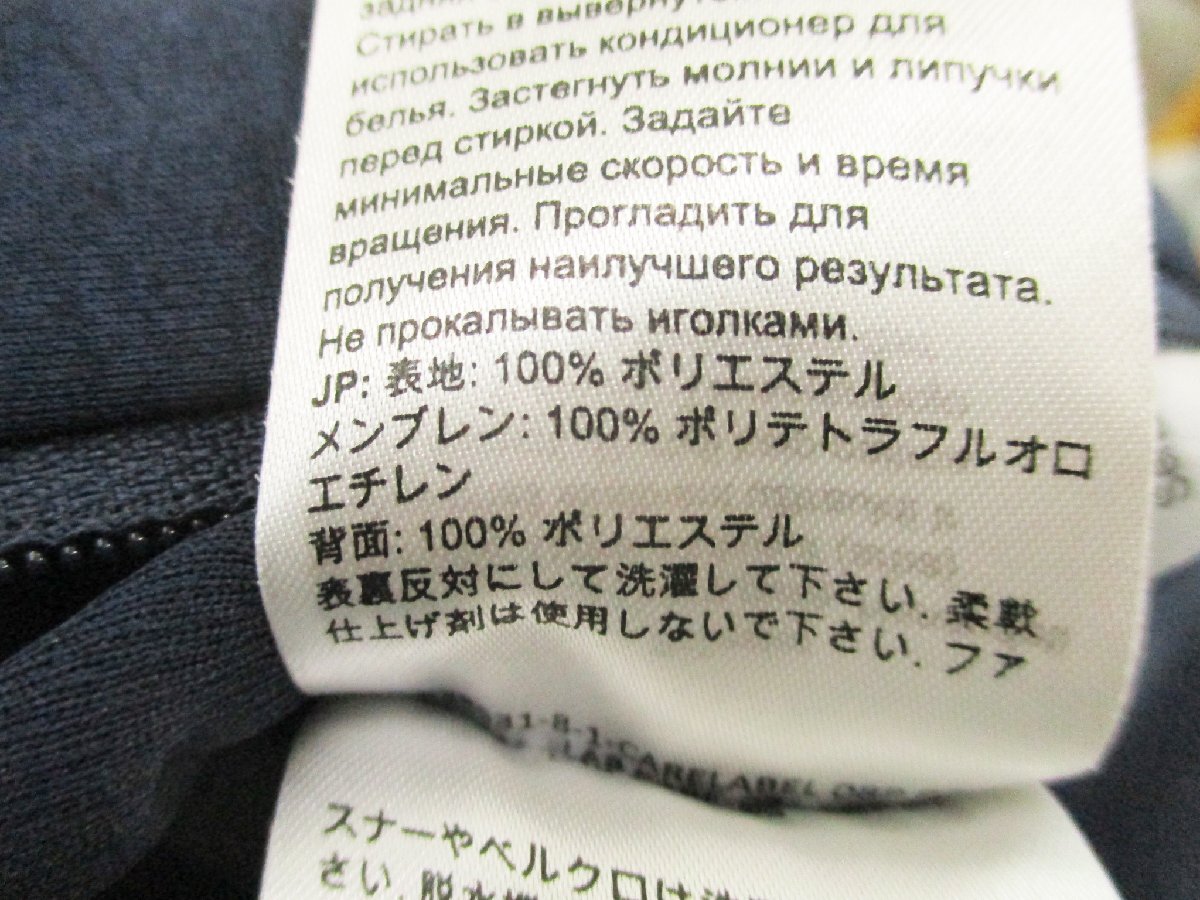 Стирать в
использовать кондиционер для
белья. Застегнуть молнии и липучки
перед стиркой. Задайте
минимальные скорость и время
вращения. Прогладить для
получения наилучшего результата.
Не прокалывать иголками.
JP: 表地: 100% ポリエステル
メンブレン: 100% ポリテトラフルオロ
エチレン
背面: 100% ポリエステル
表裏反対にして洗濯して下さい. 柔軟
仕上げ剤は使用しないで下さい. ファ
スナーやベルクロは洗
さい. 脱水